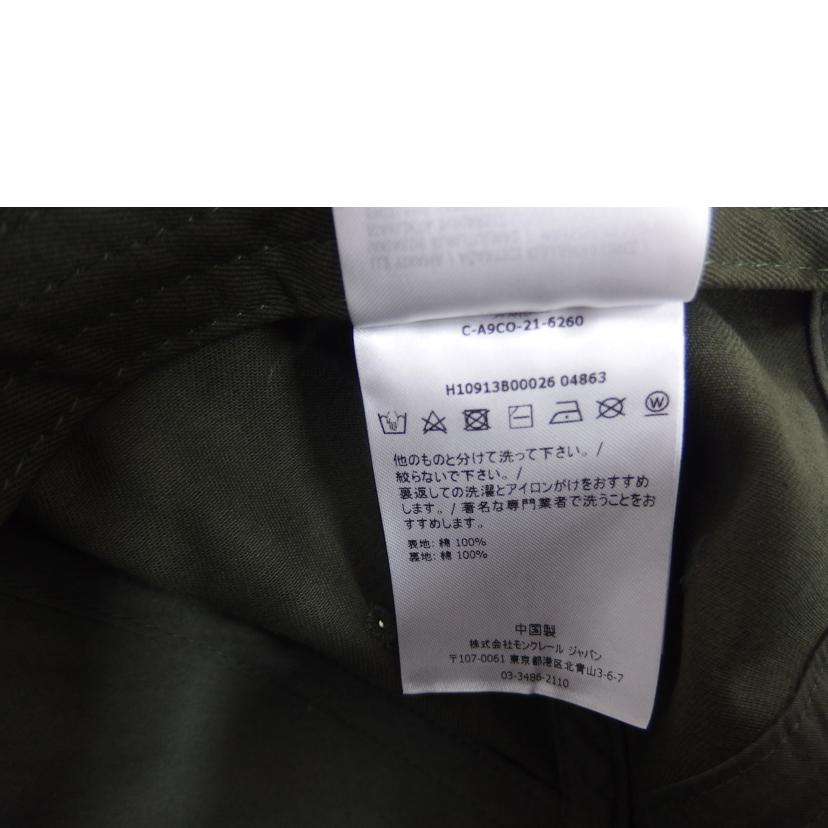 C-A9CO-21-6260
H10913B00026 04863
W
他のものと分けて洗って下さい。/
絞らないで下さい。/
裏返しての洗濯とアイロンがけをおすすめ
します。/ 著名な専門業者で洗うことをお
すすめします。
表地: 綿 100%
裏地: 綿 100%
中国製
株式会社モンクレール ジャパン
〒107-0061 東京都港区北青山3-6-7
03-3486-2110